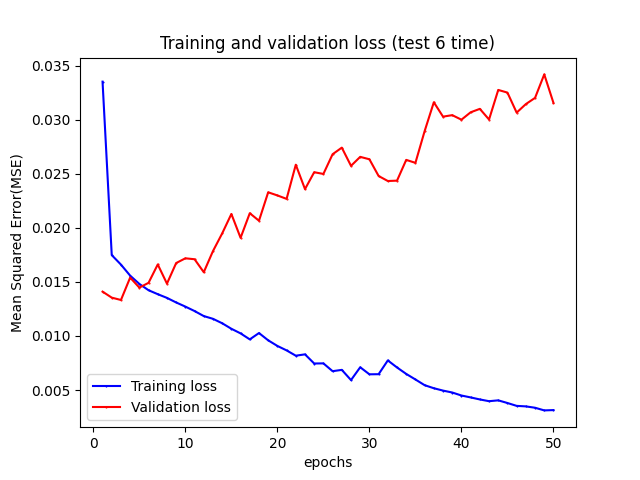 Training and validation loss (test 6 time)
Mean Squared Error(MSE)
0.035
0.030
0.025
0.020
0.015
0.010
0.005
Training loss
Validation loss
0 10 20 30 40 50
epochs